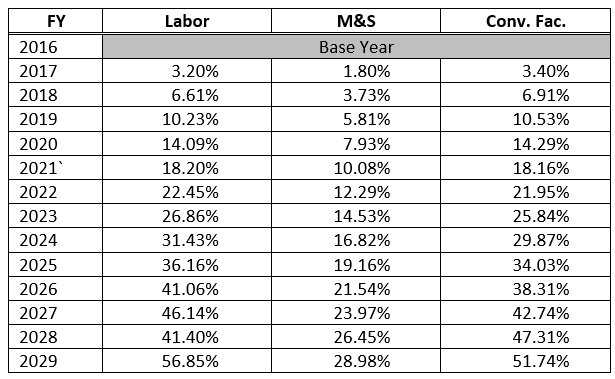 FY Labor M&S Conv. Fac.
2016 Base Year
2017 3.20% 1.80% 3.40%
2018 6.61% 3.73% 6.91%
2019 10.23% 5.81% 10.53%
2020 14.09% 7.93% 14.29%
2021` 18.20% 10.08% 18.16%
2022 22.45% 12.29% 21.95%
2023 26.86% 14.53% 25.84%
2024 31.43% 16.82% 29.87%
2025 36.16% 19.16% 34.03%
2026 41.06% 21.54% 38.31%
2027 46.14% 23.97% 42.74%
2028 41.40% 26.45% 47.31%
2029 56.85% 28.98% 51.74%